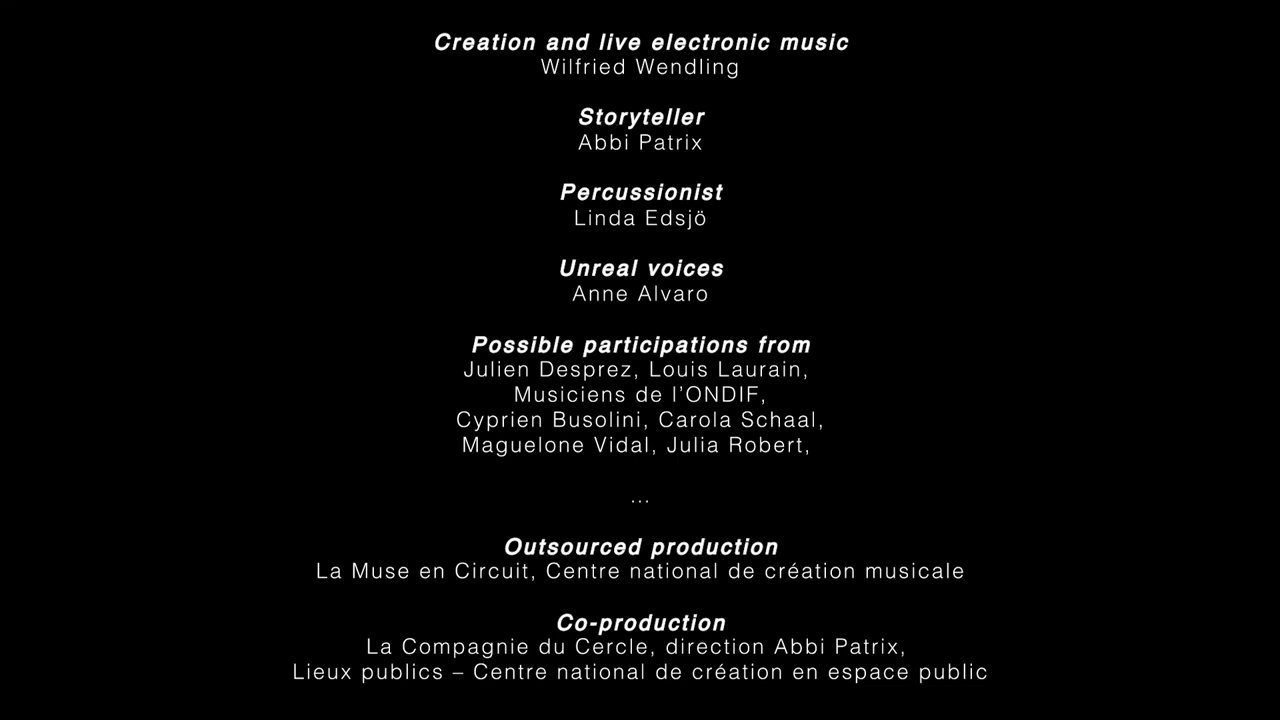 Creation and live electronic music
Wilfried Wendling
Storyteller
Abbi Patrix
Percussionist
Linda Edsjö
Unreal voices
Anne Alvaro
Possible participations from
Julien Desprez, Louis Laurain,
Musiciens de l’ONDIF,
Cyprien Busolini, Carola Schaal,
Maguelone Vidal, Julia Robert,
...
Outsourced production
La Muse en Circuit, Centre national de création musicale
Co-production
La Compagnie du Cercle, direction Abbi Patrix,
Lieux publics – Centre national de création en espace public